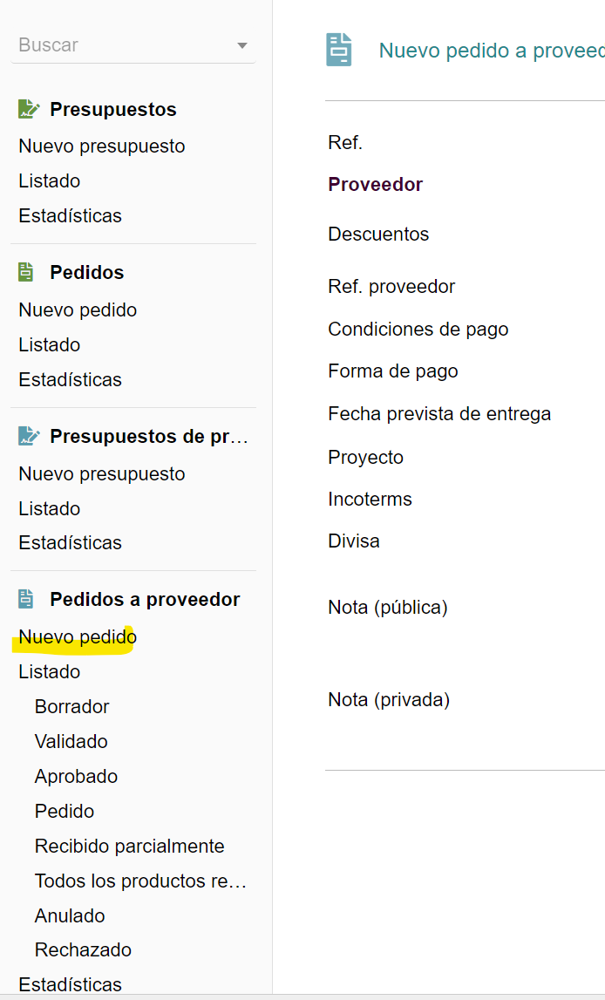 Buscar
Presupuestos
Nuevo presupuesto
Listado
Estadísticas
Pedidos
Nuevo pedido
Listado
Estadísticas
Presupuestos de pr...
Nuevo presupuesto
Listado
Estadísticas
Pedidos a proveedor
Nuevo pedido
Listado
Borrador
Validado
Aprobado
Pedido
Recibido parcialmente
Todos los productos re...
Anulado
Rechazado
Estadísticas
Nuevo pedido a proveed
Ref.
Proveedor
Descuentos
Ref. proveedor
Condiciones de pago
Forma de pago
Fecha prevista de entrega
Proyecto
Incoterms
Divisa
Nota (pública)
Nota (privada)